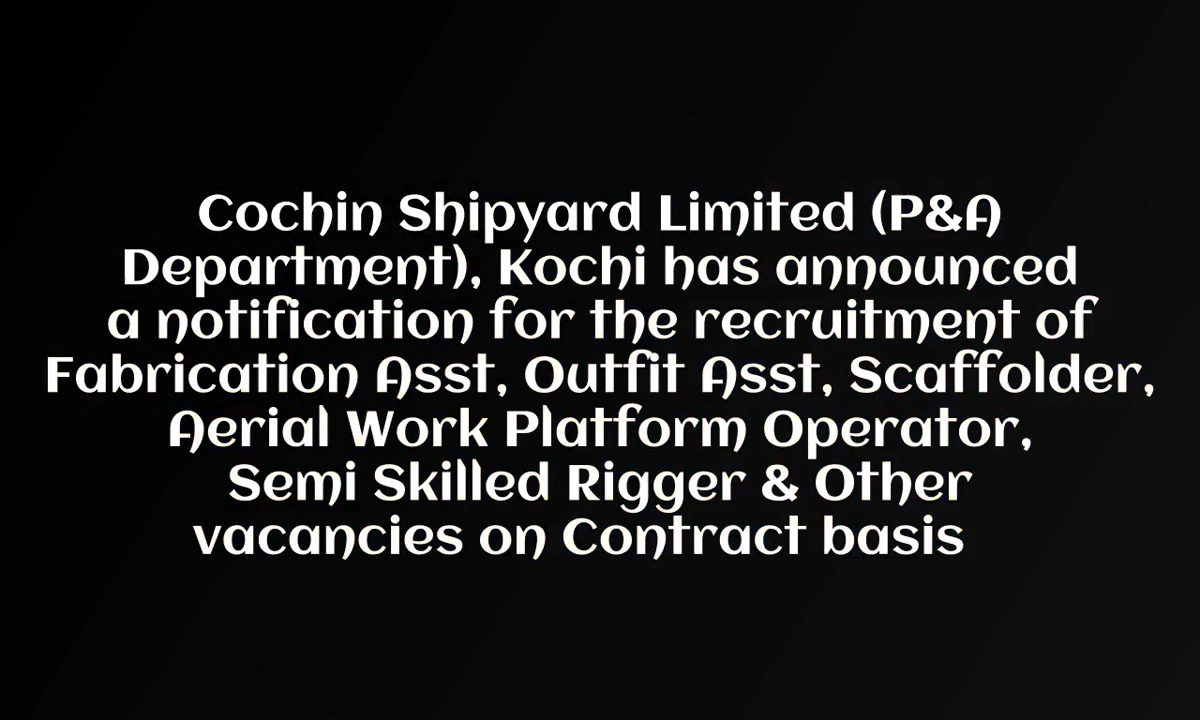 Cochin Shipyard Limited (P&A
Department), Kochi has announced
a notification for the recruitment of
Fabrication Asst, Outfit Asst, Scaffolder,
Aerial Work Platform Operator,
Semi Skilled Rigger & Other
vacancies on Contract basis